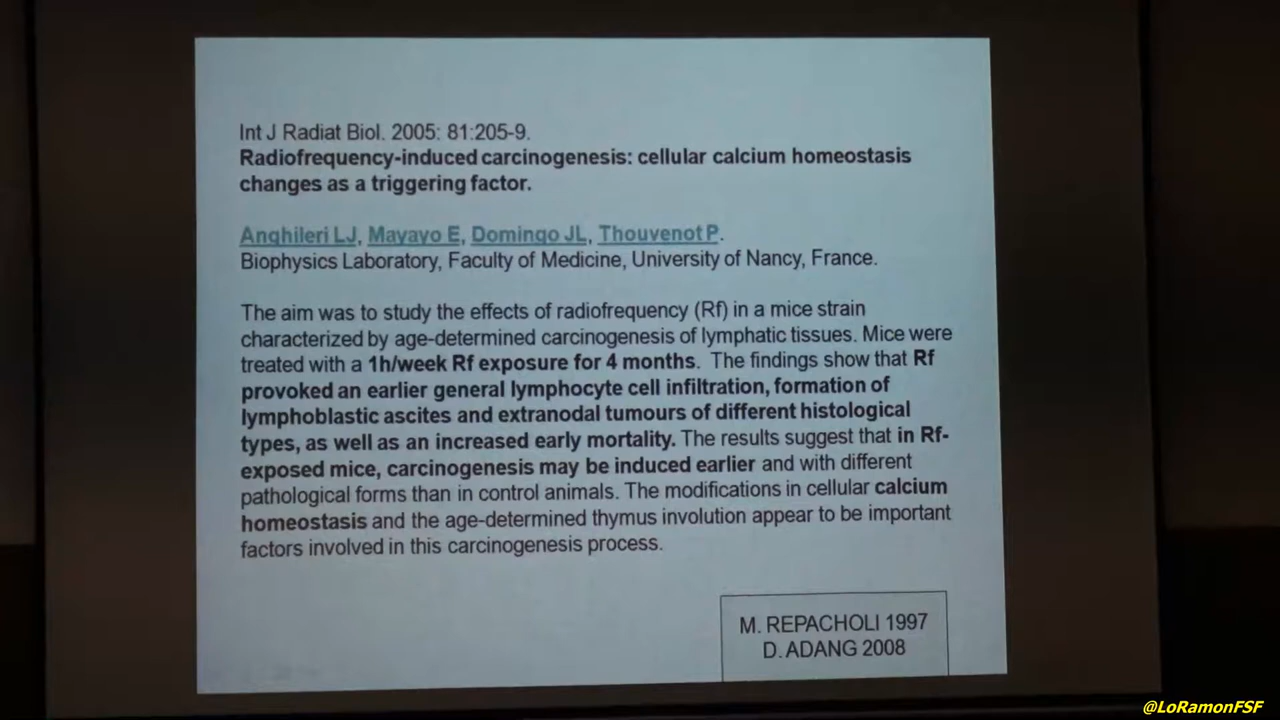 Int J Radiat Biol. 2005: 81:205-9.
Radiofrequency-induced carcinogenesis: cellular calcium homeostasis
changes as a triggering factor.
Anghileri LJ, Mayayo E, Domingo JL, Thouvenot P.
Biophysics Laboratory, Faculty of Medicine, University of Nancy, France.
The aim was to study the effects of radiofrequency (Rf) in a mice strain
characterized by age-determined carcinogenesis of lymphatic tissues. Mice were
treated with a 1h/week Rf exposure for 4 months. The findings show that Rf
provoked an earlier general lymphocyte cell infiltration, formation of
lymphoblastic ascites and extranodal tumours of different histological
types, as well as an increased early mortality. The results suggest that in Rf-
exposed mice, carcinogenesis may be induced earlier and with different
pathological forms than in control animals. The modifications in cellular calcium
homeostasis and the age-determined thymus involution appear to be important
factors involved in this carcinogenesis process.
M. REPACHOLI 1997
D. ADANG 2008
@LoRamonFSF